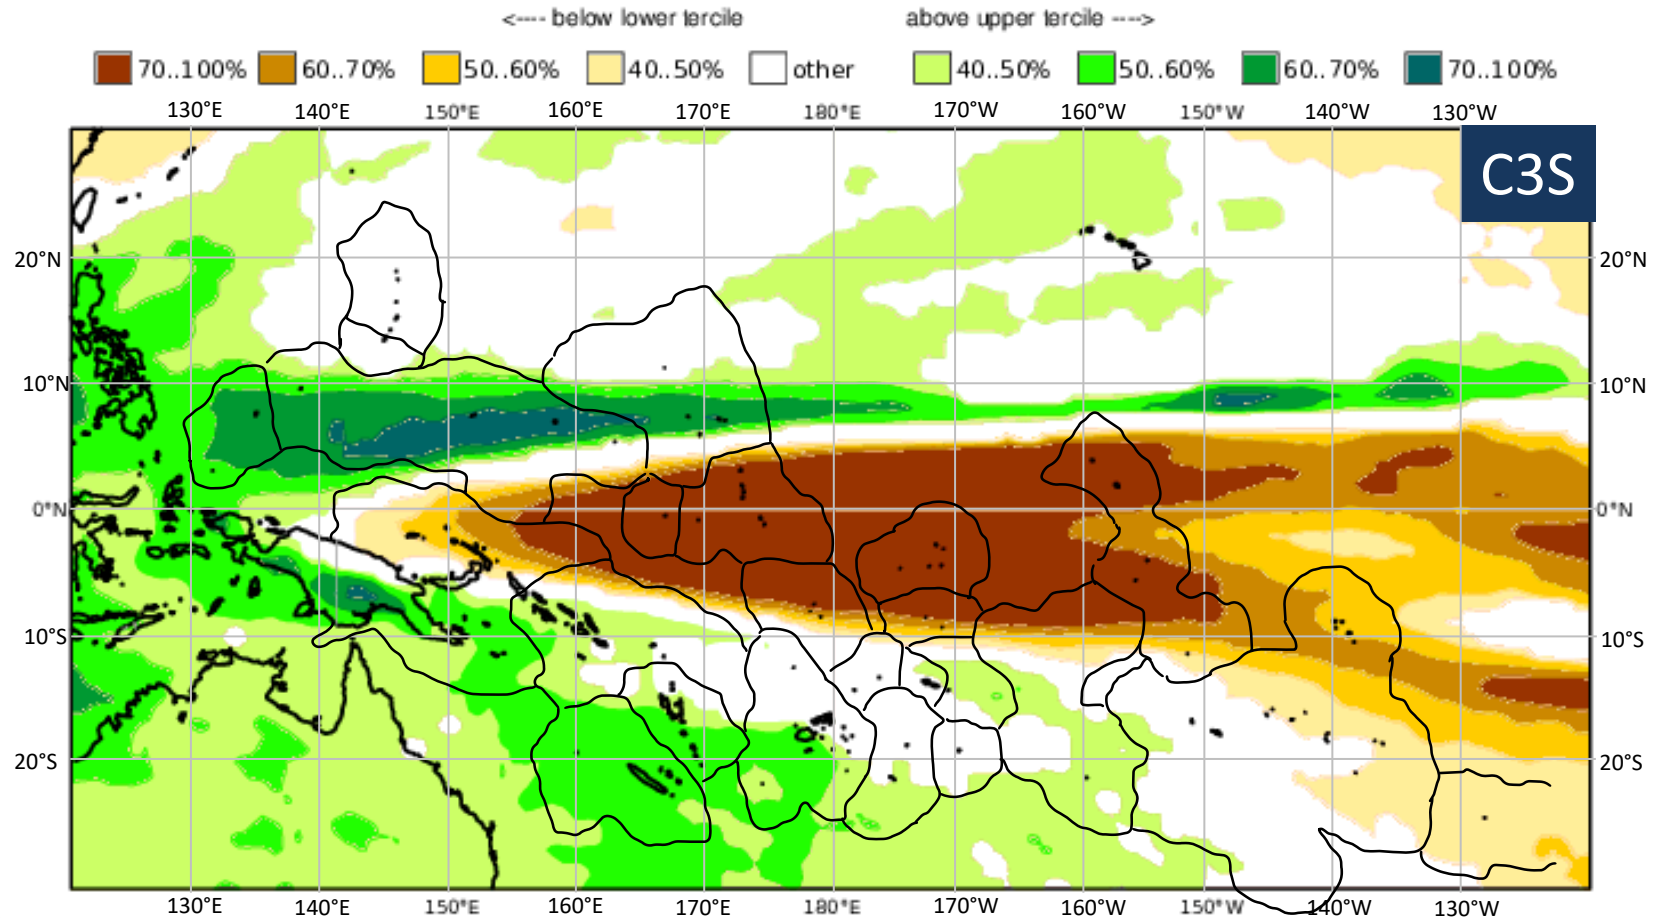 <---- below lower tercile above upper tercile ---->
70..100% 60..70% 50..60% 40..50% other 40..50% 50..60% 60..70% 70..100%
130°E 140°E 150°E 160°E 170°E 180°E 170°W 160°W 150°W 140°W 130°W
C3S
20°N 20°N
10°N 10°N
0°N 0°N
10°S 10°S
20°S 20°S
130°E 140°E 150°E 160°E 170°E 180°E 170°W 160°W 150°W 140°W 130°W